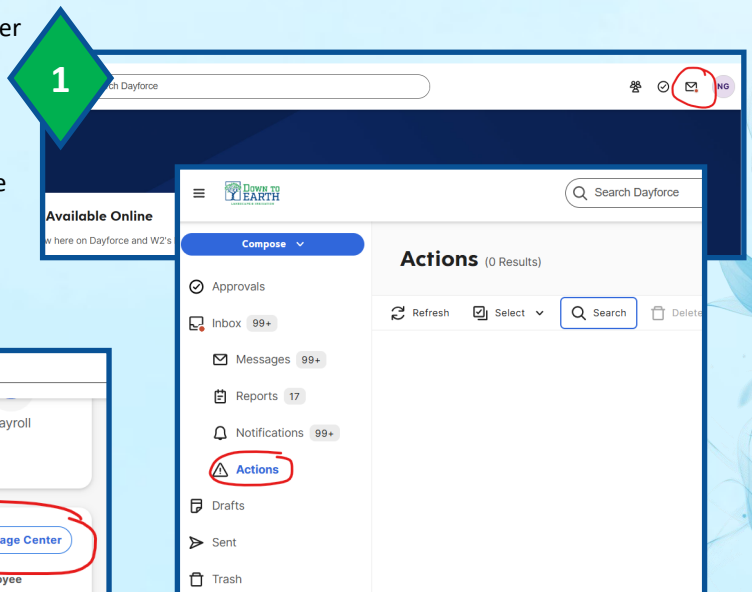 er
1
ch Dayforce
NG
e
Available Online
w here on Dayforce and W2's
DOWN TO
EARTH
Search Dayforce
Compose
Actions (0 Results)
Approvals
Refresh
Select
Search
Delete
Inbox 99+
Messages 99+
Reports 17
Notifications 99+
Actions
Drafts
Sent
Trash
ayroll
age Center
yee